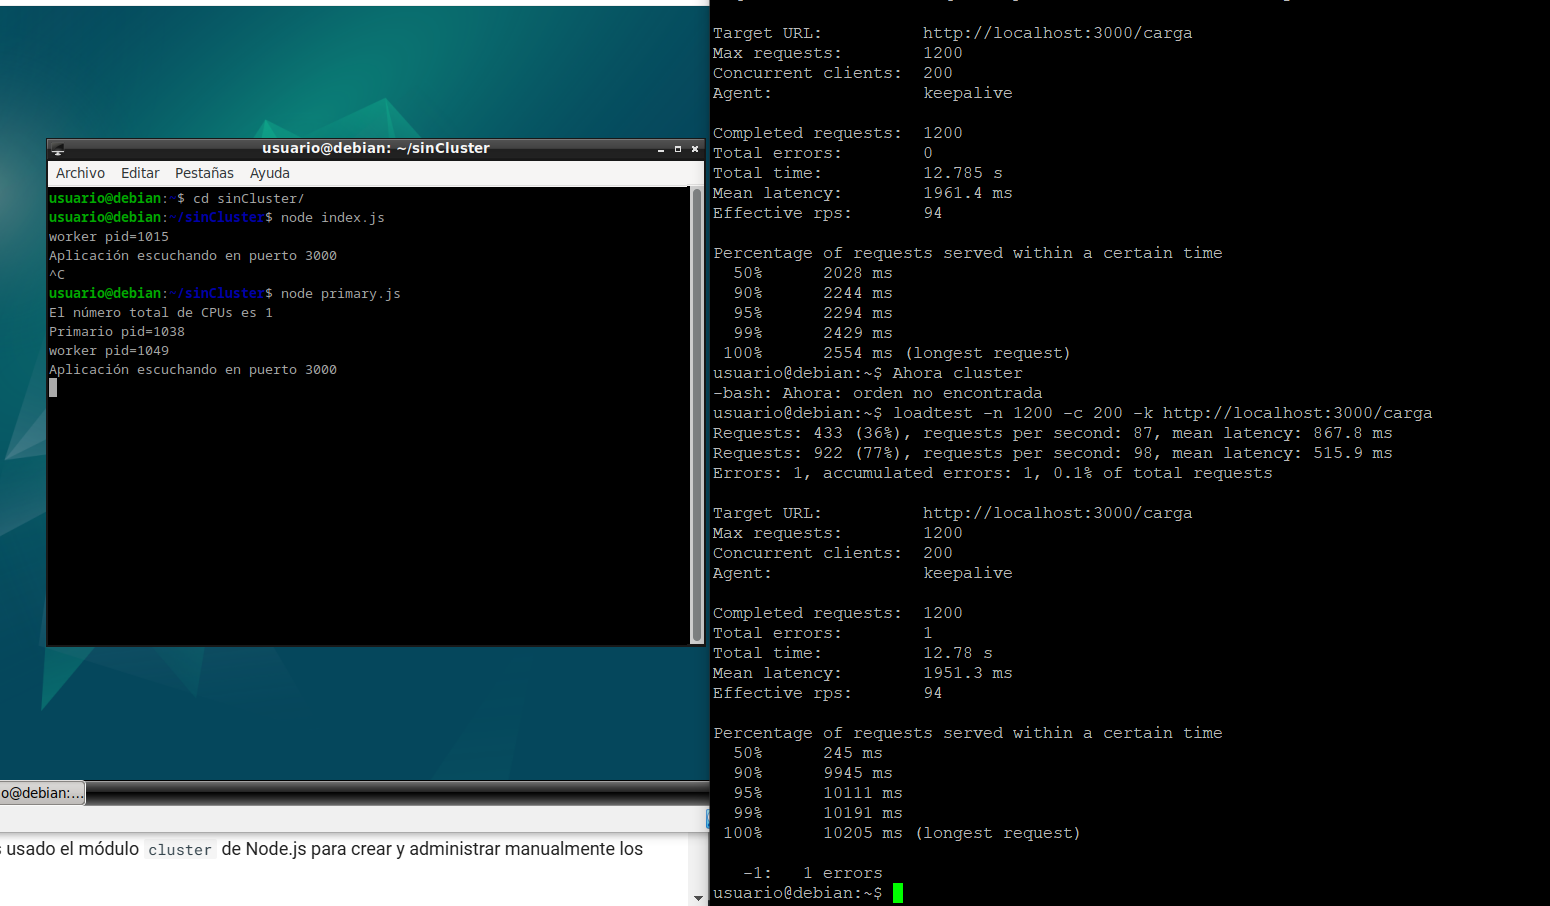 usuario@debian: ~/sinCluster
Archivo Editar Pestañas Ayuda
usuario@debian:~$ cd sinCluster/
usuario@debian:~/sinCluster$ node index.js
worker pid=1015
Aplicación escuchando en puerto 3000
^C
usuario@debian:~/sinCluster$ node primary.js
El número total de CPUs es 1
Primario pid=1038
worker pid=1049
Aplicación escuchando en puerto 3000
o@debian:...
usado el módulo cluster de Node.js para crear y administrar manualmente los
Target URL: http://localhost:3000/carga
Max requests: 1200
Concurrent clients: 200
Agent: keepalive
Completed requests: 1200
Total errors: 0
Total time: 12.785 s
Mean latency: 1961.4 ms
Effective rps: 94
Percentage of requests served within a certain time
50% 2028 ms
90% 2244 ms
95% 2294 ms
99% 2429 ms
100% 2554 ms (longest request)
usuario@debian:~$ Ahora cluster
-bash: Ahora: orden no encontrada
usuario@debian:~$ loadtest -n 1200 -c 200 -k http://localhost:3000/carga
Requests: 433 (36%), requests per second: 87, mean latency: 867.8 ms
Requests: 922 (77%), requests per second: 98, mean latency: 515.9 ms
Errors: 1, accumulated errors: 1, 0.1% of total requests
Target URL: http://localhost:3000/carga
Max requests: 1200
Concurrent clients: 200
Agent: keepalive
Completed requests: 1200
Total errors: 1
Total time: 12.78 s
Mean latency: 1951.3 ms
Effective rps: 94
Percentage of requests served within a certain time
50% 245 ms
90% 9945 ms
95% 10111 ms
99% 10191 ms
100% 10205 ms (longest request)
-1: 1 errors
usuario@debian:~$